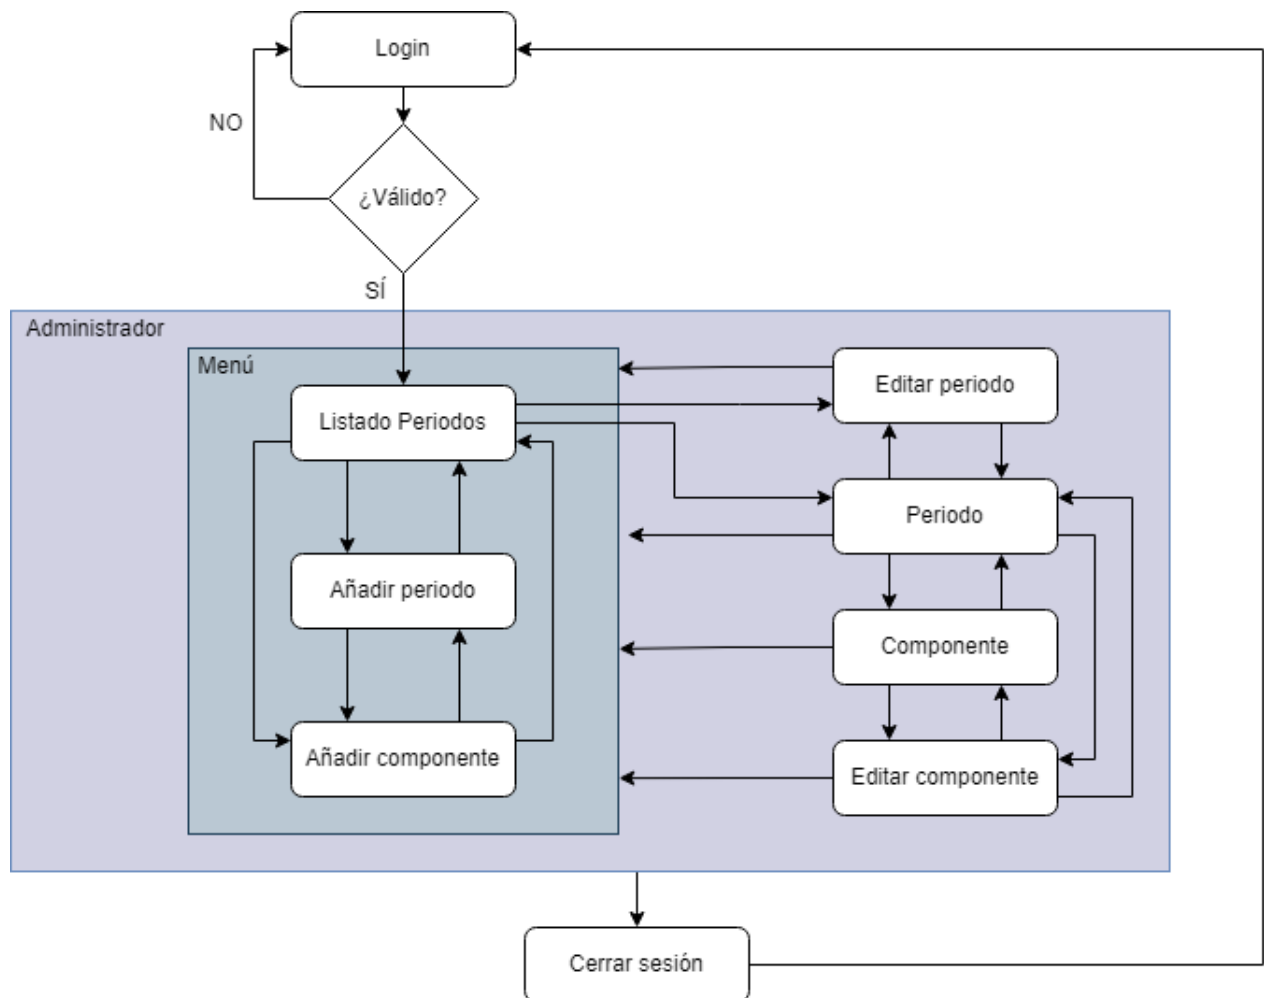 Login
NO
¿Válido?
SÍ
Administrador
Menú
Editar periodo
Listado Periodos
Periodo
Añadir periodo
Componente
Añadir componente
Editar componente
Cerrar sesión